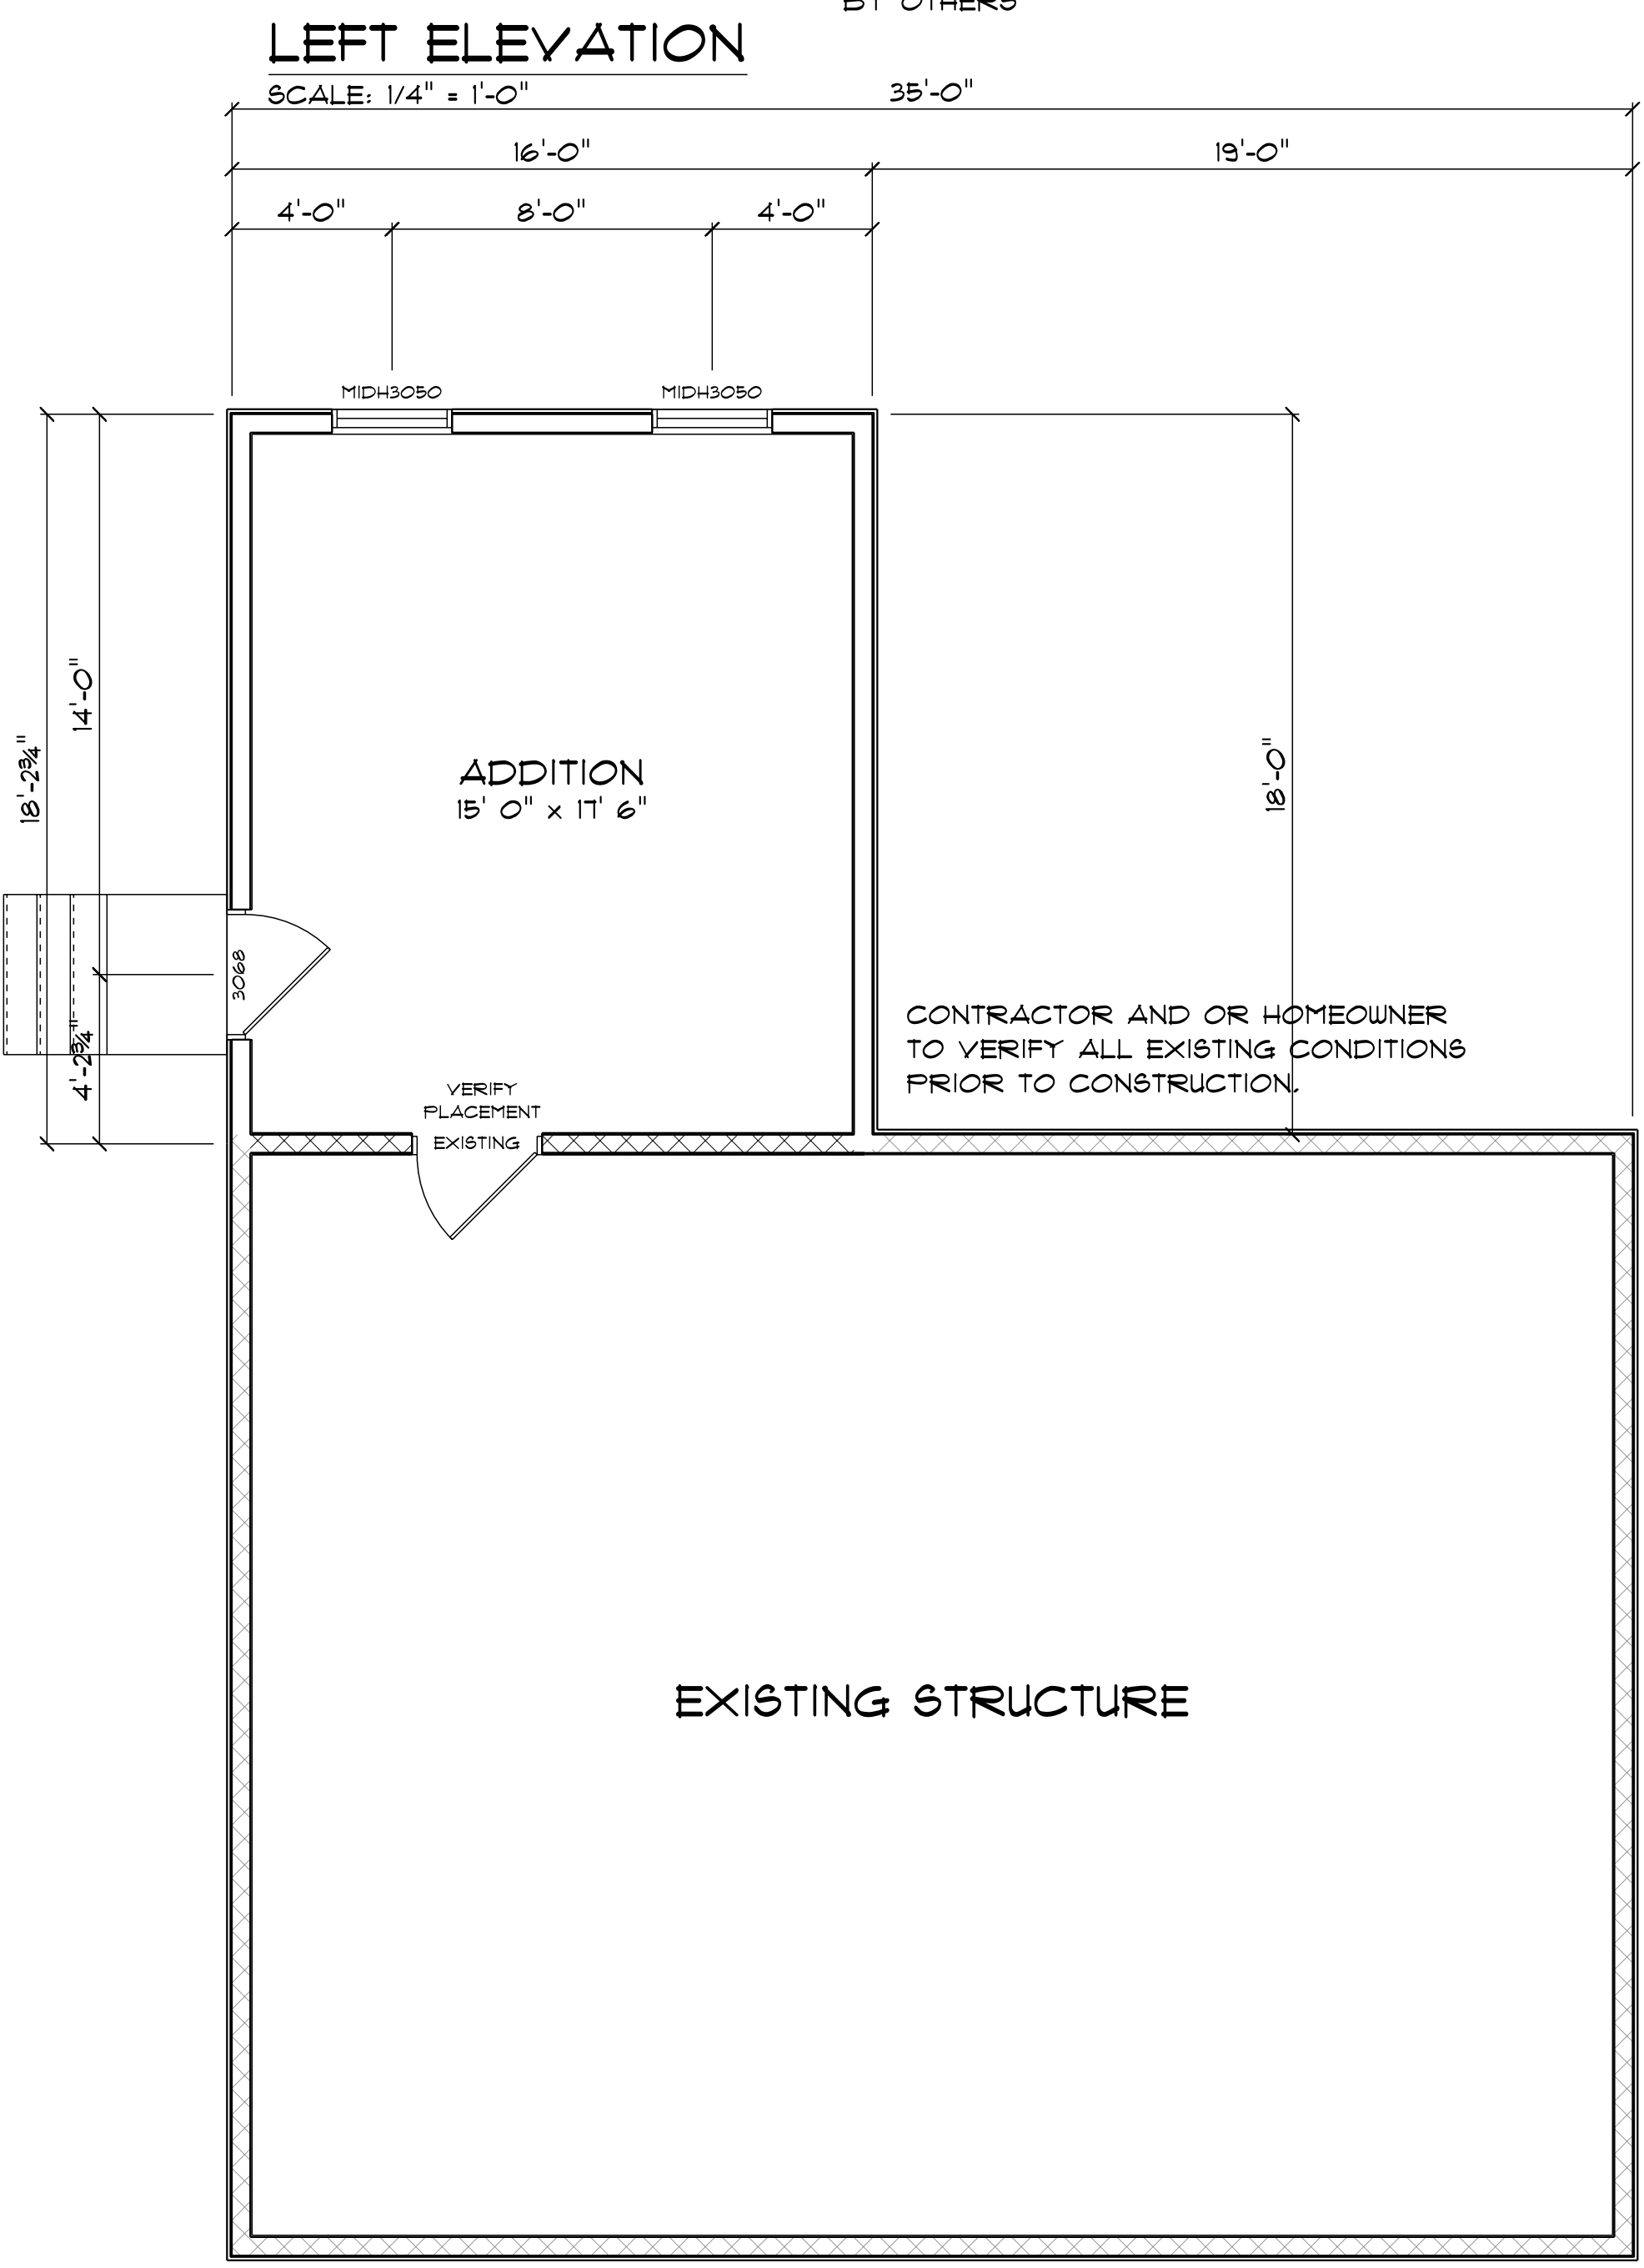 BY OTHERS
LEFT ELEVATION
SCALE: 1/4" = 1'-0"
35'-0"
16'-0"
19'-0"
4'-0"
8'-0"
4'-0"
MIDH3050
MIDH3050
14'-0"
18'-2¾"
18'-0"
ADDITION
15' 0" x 17' 6"
3068
4'-2¾"
CONTRACTOR AND OR HOMEOWNER
TO VERIFY ALL EXISTING CONDITIONS
PRIOR TO CONSTRUCTION.
VERIFY
PLACEMENT
EXISTING
EXISTING STRUCTURE